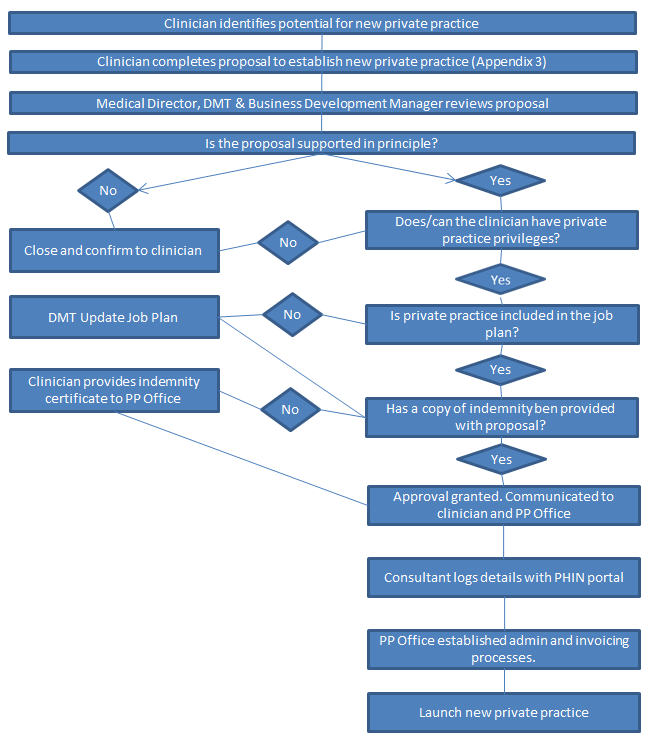 Clinician identifies potential for new private practice
Clinician completes proposal to establish new private practice (Appendix 3)
Medical Director, DMT & Business Development Manager reviews proposal
Is the proposal supported in principle?
No
Yes
Does/can the clinician have private
practice privileges?
No
Close and confirm to clinician
Yes
Is private practice included in the job
plan?
No
DMT Update Job Plan
Yes
Clinician provides indemnity
certificate to PP Office
No
Has a copy of indemnity ben provided
with proposal?
Yes
Approval granted. Communicated to
clinician and PP Office
Consultant logs details with PHIN portal
PP Office established admin and invoicing
processes.
Launch new private practice